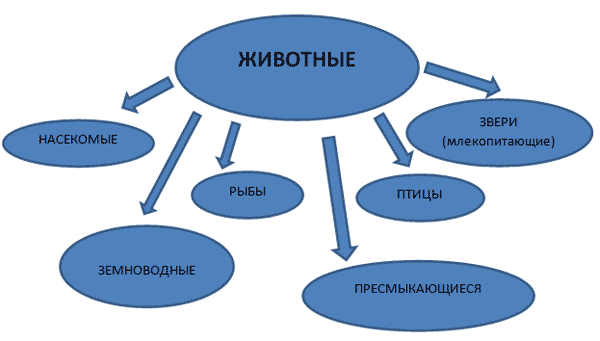 ЖИВОТНЫЕ
НАСЕКОМЫЕ
ЗВЕРИ
(млекопитающие)
РЫБЫ
ПТИЦЫ
ЗЕМНОВОДНЫЕ
ПРЕСМЫКАЮЩИЕСЯ